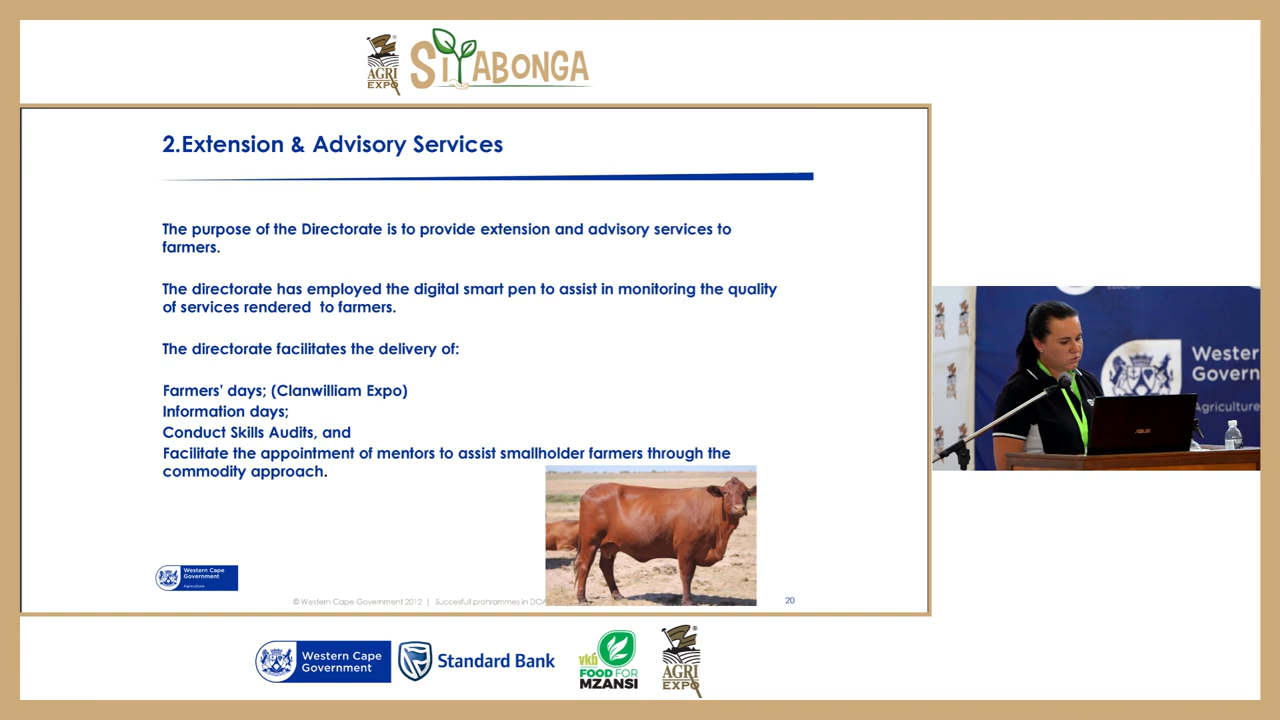 AGRI
EXPO
SIYABONGA
2.Extension & Advisory Services
The purpose of the Directorate is to provide extension and advisory services to
farmers.
The directorate has employed the digital smart pen to assist in monitoring the quality
of services rendered  to farmers.
The directorate facilitates the delivery of:
Farmers' days; (Clanwilliam Expo)
Information days;
Conduct Skills Audits, and
Facilitate the appointment of mentors to assist smallholder farmers through the
commodity approach.
Western Cape
Government
Agriculture
© Western Cape Government 2012 | Succesfull prohrammes in DOA
20
Western
Govern
Agriculture
ASUS
Western Cape
Government
Standard Bank
vkb
FOOD FOR
MZANSI
AGRI
EXPO